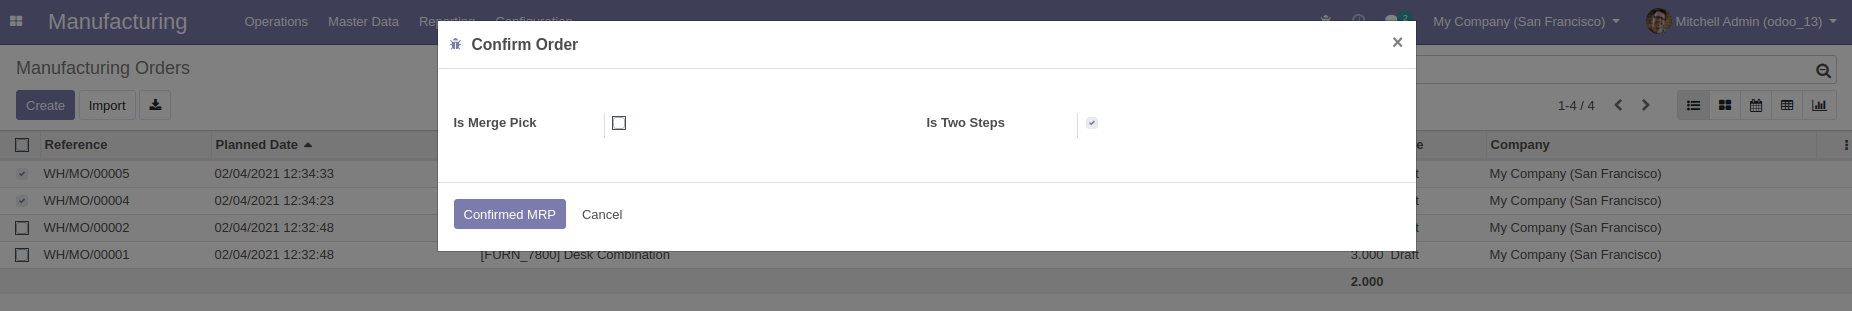 Manufacturing Operations Master Data 2 My Company (San Francisco) Mitchell Admin (odoo_13)
Confirm Order ×
Manufacturing Orders
Create Import 1-4 / 4
Is Merge Pick Is Two Steps
Reference Planned Date Company
WH/MO/00005 02/04/2021 12:34:33 My Company (San Francisco)
WH/MO/00004 02/04/2021 12:34:23 My Company (San Francisco)
Confirmed MRP Cancel
WH/MO/00002 02/04/2021 12:32:48 My Company (San Francisco)
WH/MO/00001 02/04/2021 12:32:48 [FURN_7800] Desk Combination 3.000 Draft My Company (San Francisco)
2.000